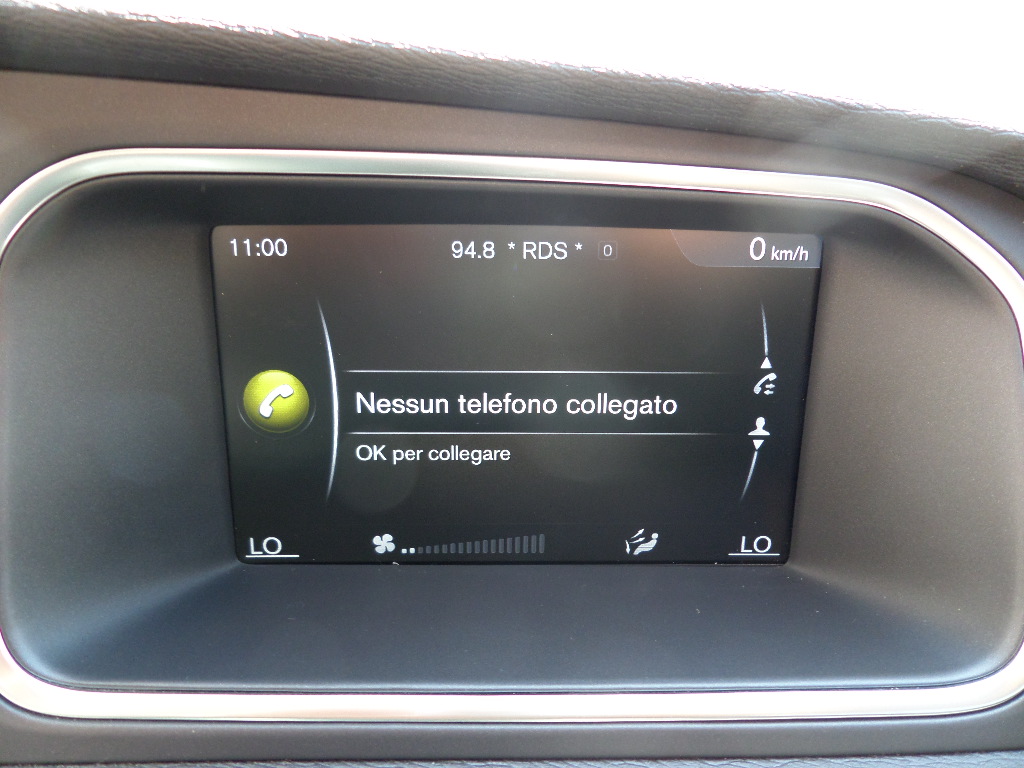 11:00 94.8 * RDS * 0 0 km/h
Nessun telefono collegato
OK per collegare
LO LO